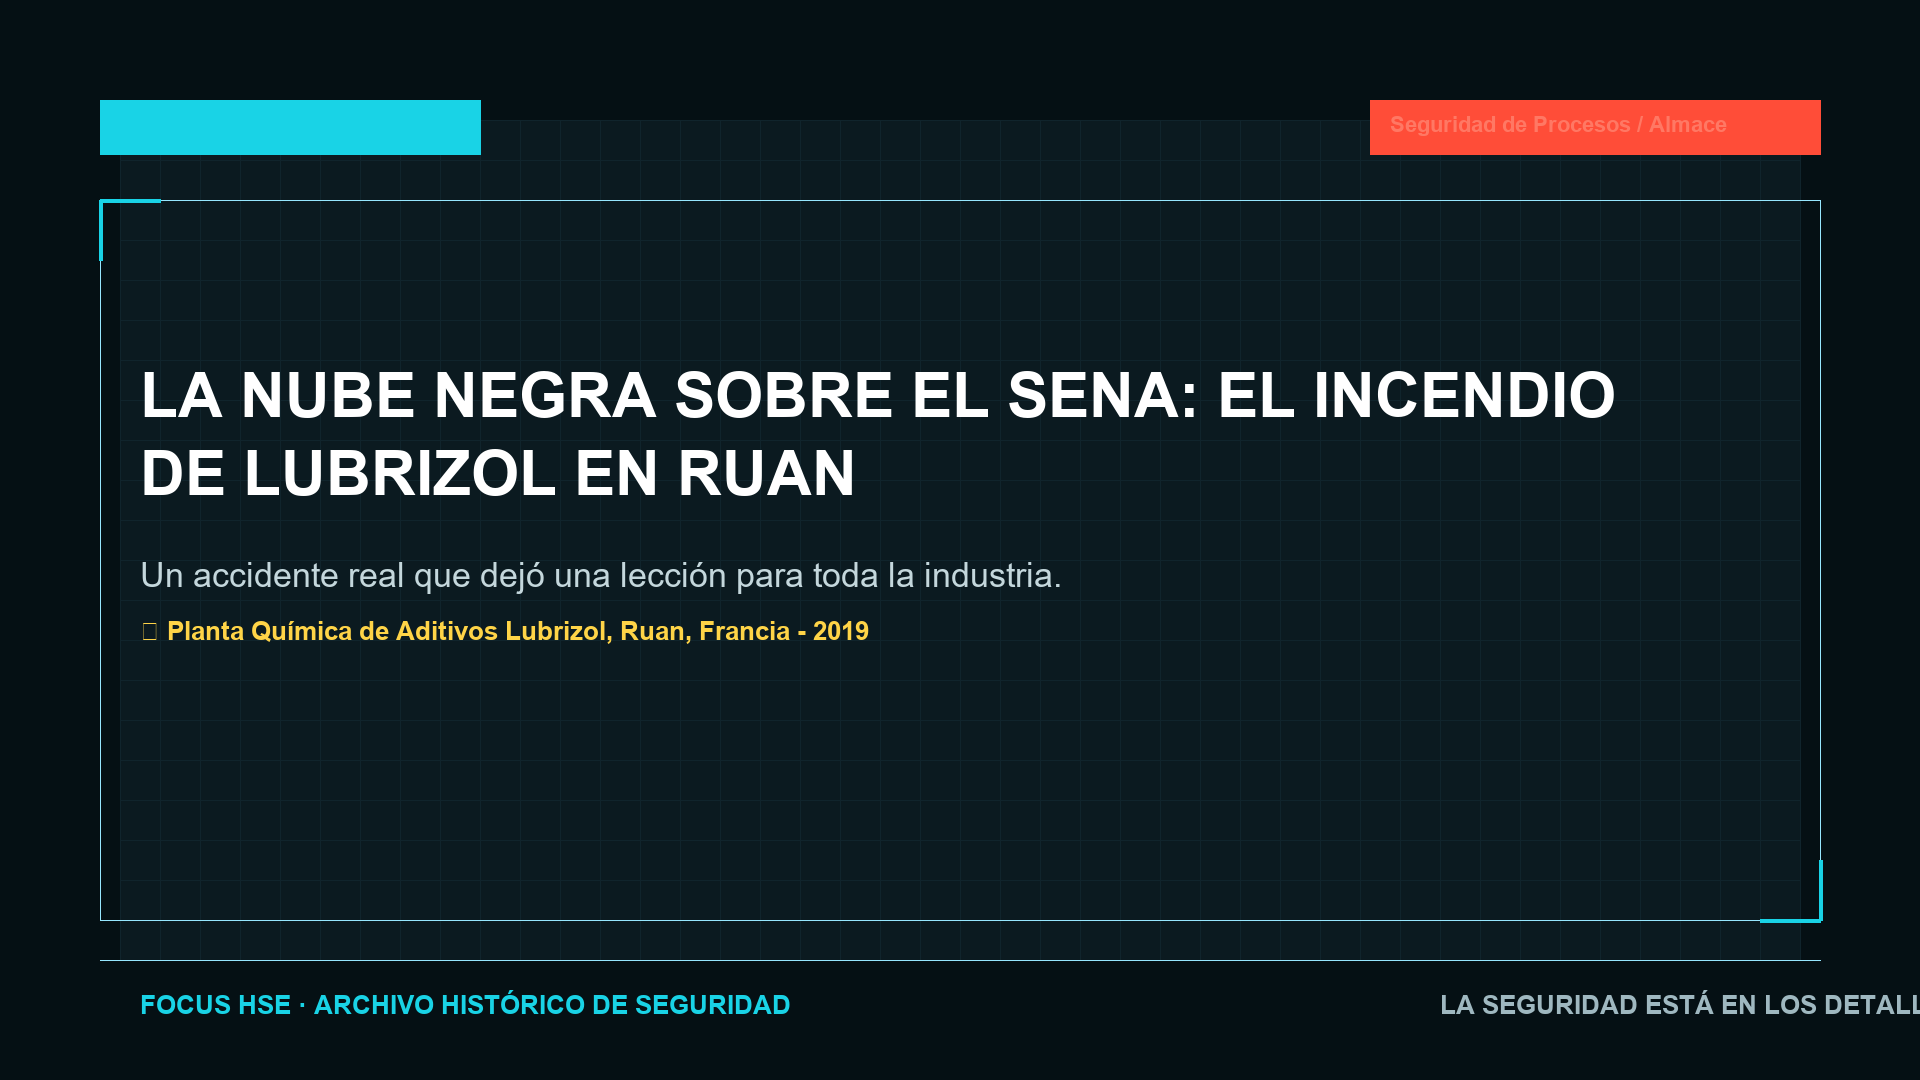 Seguridad de Procesos / Almace
LA NUBE NEGRA SOBRE EL SENA: EL INCENDIO
DE LUBRIZOL EN RUAN
Un accidente real que dejó una lección para toda la industria.
Planta Química de Aditivos Lubrizol, Ruan, Francia - 2019
FOCUS HSE · ARCHIVO HISTÓRICO DE SEGURIDAD
LA SEGURIDAD ESTÁ EN LOS DETALL